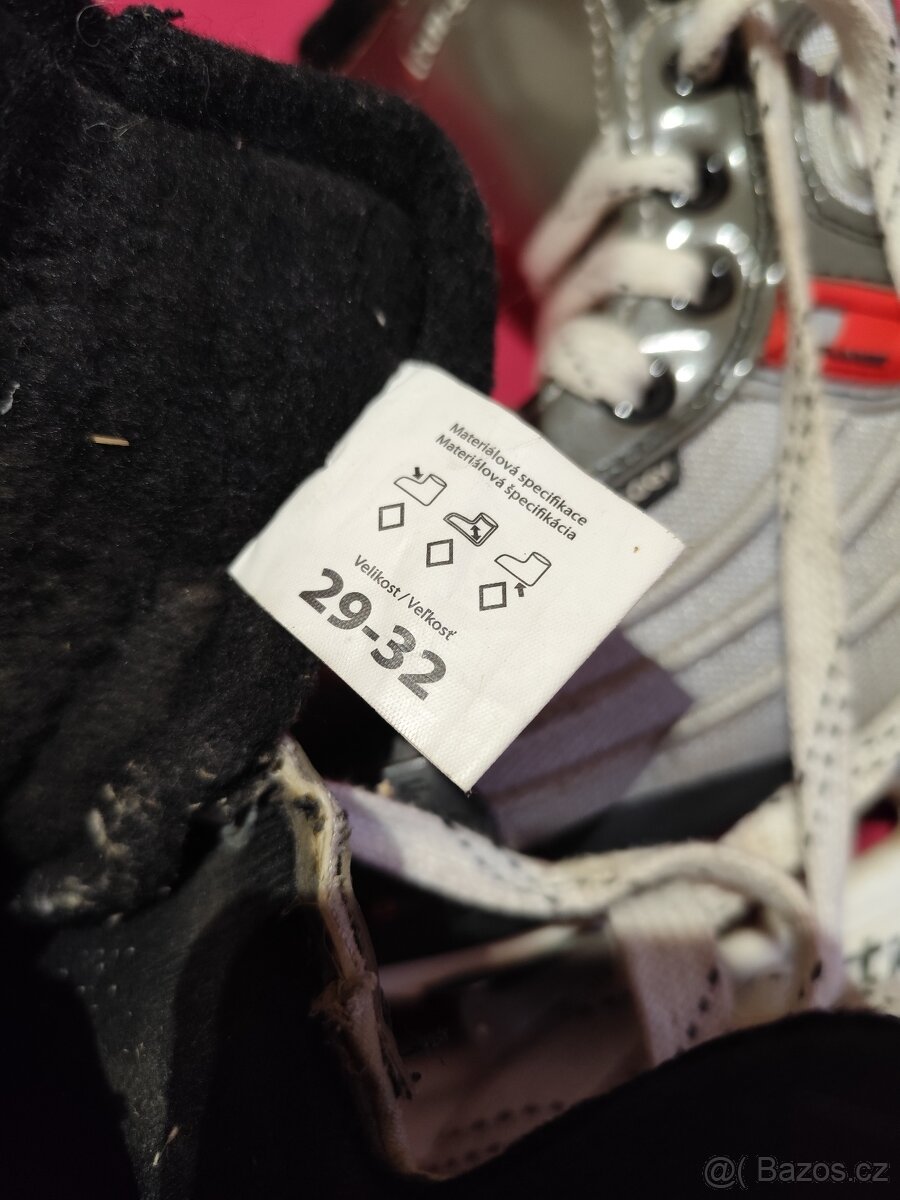 Materiálová specifikace
Materiálová špecifikácia
Velikost / Veľkosť
29-32
@( Bazos.cz